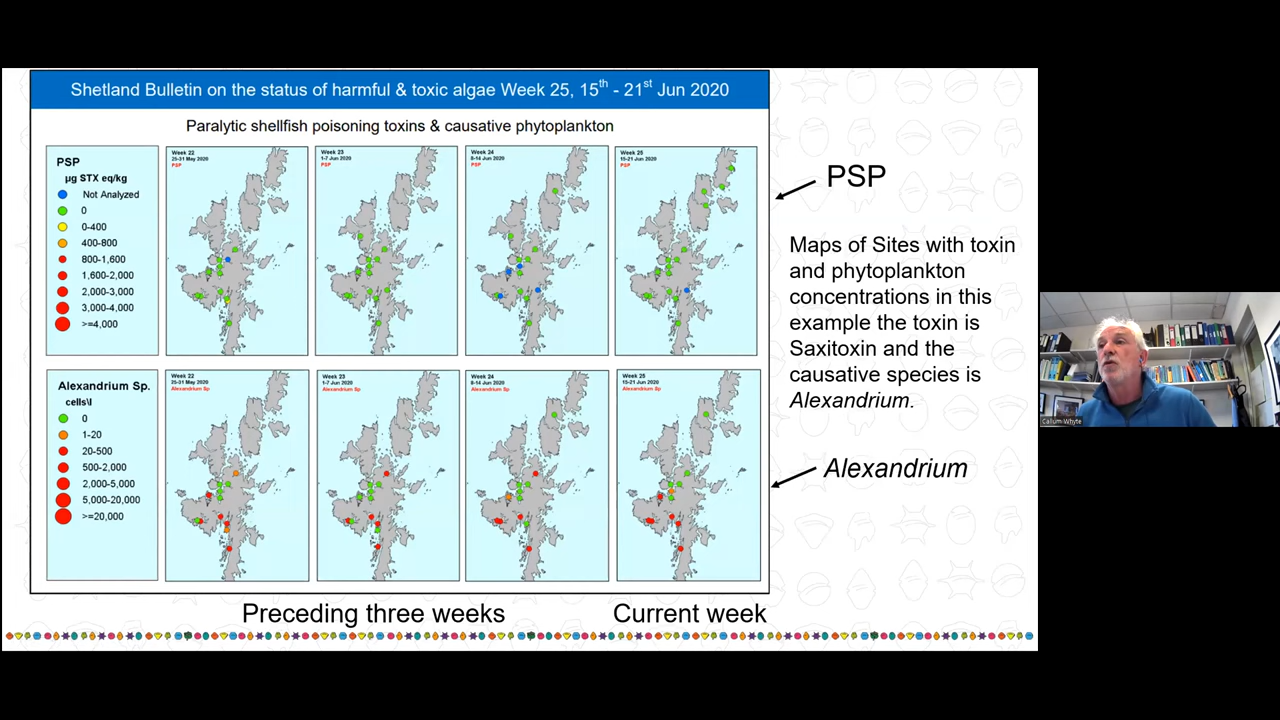 Shetland Bulletin on the status of harmful & toxic algae Week 25, 15th - 21st Jun 2020
Paralytic shellfish poisoning toxins & causative phytoplankton
PSP
µg STX eq/kg
Not Analyzed
0
0-400
400-800
800-1,600
1,600-2,000
2,000-3,000
3,000-4,000
>=4,000
Week 22
25-31 May 2020
PSP
Week 23
1-7 Jun 2020
PSP
Week 24
8-14 Jun 2020
PSP
Week 25
15-21 Jun 2020
PSP
Alexandrium Sp.
cells\l
0
1-20
20-500
500-2,000
2,000-5,000
5,000-20,000
>=20,000
Week 22
25-31 May 2020
Alexandrium Sp
Week 23
1-7 Jun 2020
Alexandrium Sp
Week 24
8-14 Jun 2020
Alexandrium Sp
Week 25
15-21 Jun 2020
Alexandrium Sp
Preceding three weeks
Current week
PSP
Maps of Sites with toxin
and phytoplankton
concentrations in this
example the toxin is
Saxitoxin and the
causative species is
Alexandrium.
Alexandrium
Callum Whyte